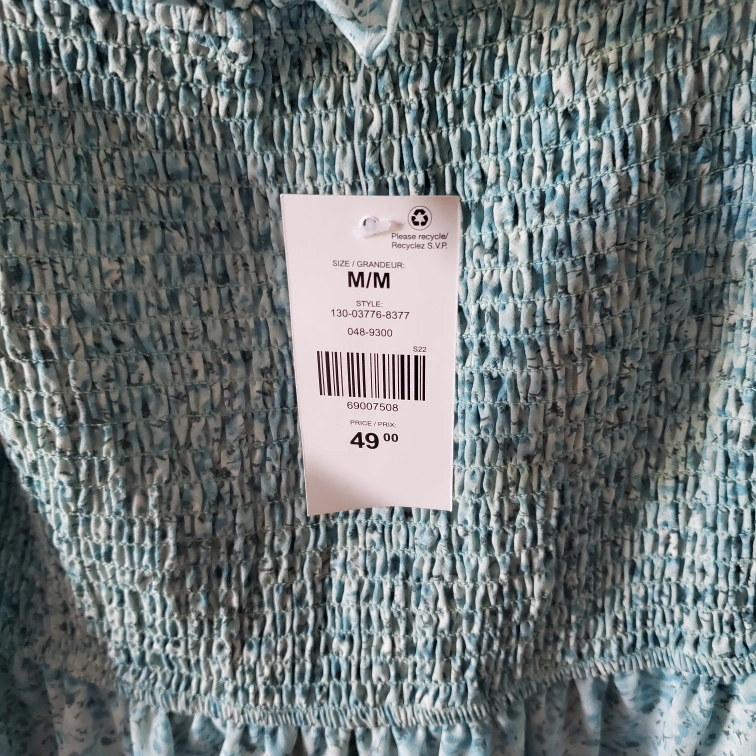 Please recycle/
Recyclez S.V.P.
SIZE / GRANDEUR:
M/M
STYLE:
130-03776-8377
048-9300
S22
69007508
PRICE / PRIX:
49 00